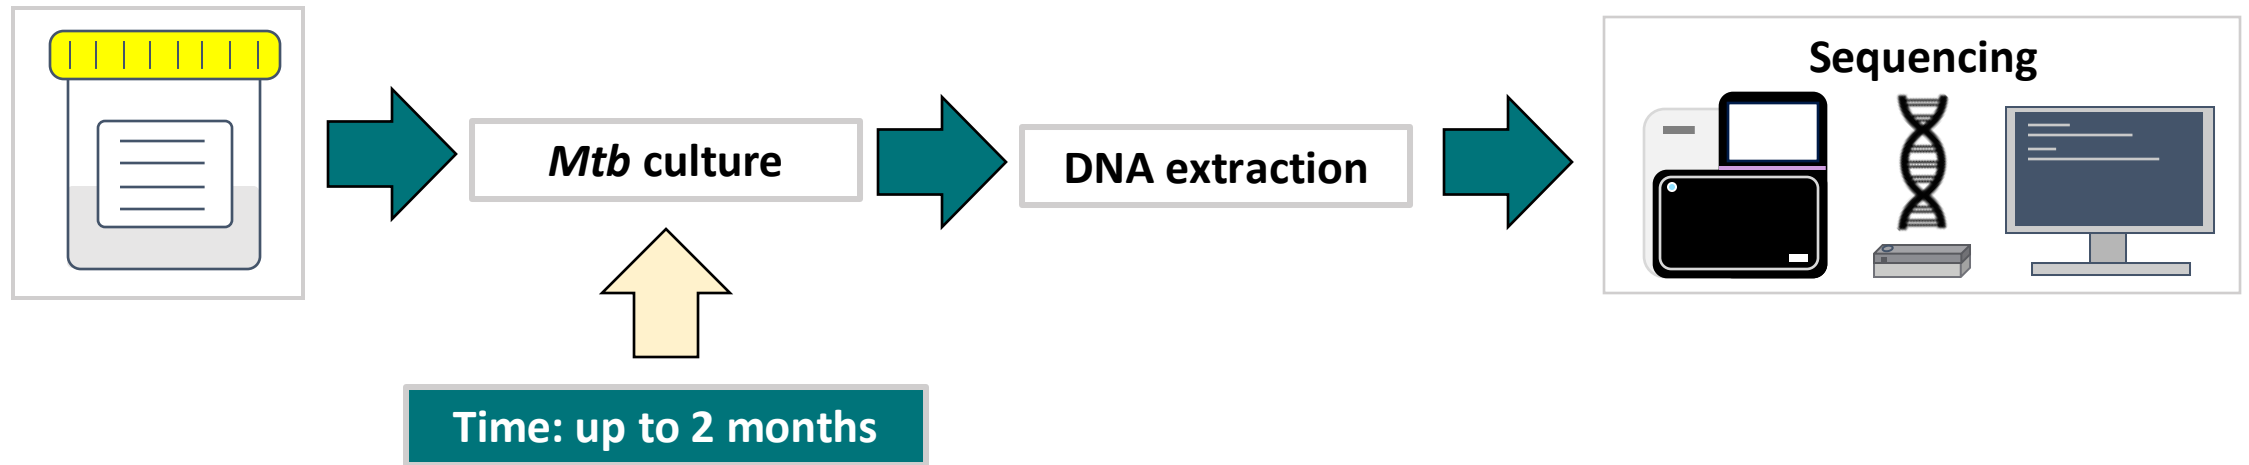 Sequencing
Mtb culture
DNA extraction
Time: up to 2 months